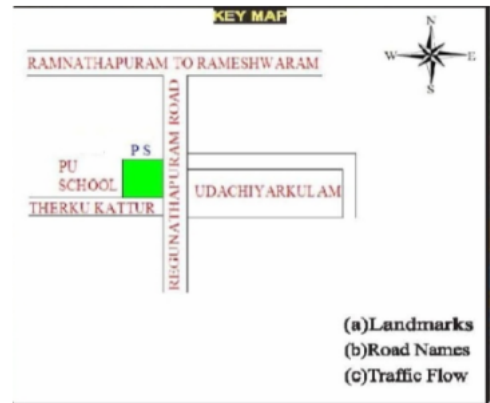 KEY MAP
N
W
E
S
RAMNATHAPURAM TO RAMESHWARAM
REGUNATHAPURAM ROAD
P S
PU
SCHOOL
UDACHIYARKULAM
THERKU KATTUR
(a)Landmarks
(b)Road Names
(c)Traffic Flow